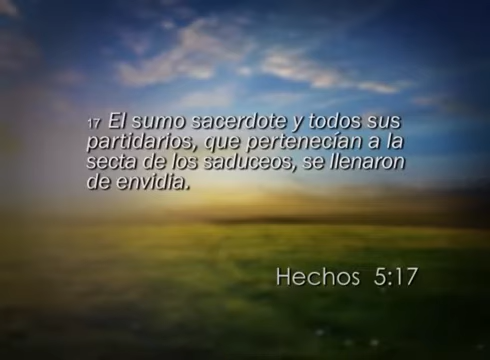 17 El sumo sacerdote y todos sus
partidarios, que pertenecían a la
secta de los saduceos, se llenaron
de envidia.
Hechos 5:17